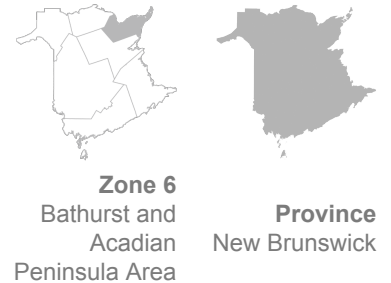 Zone 6
Bathurst and
Acadian
Peninsula Area
Province
New Brunswick